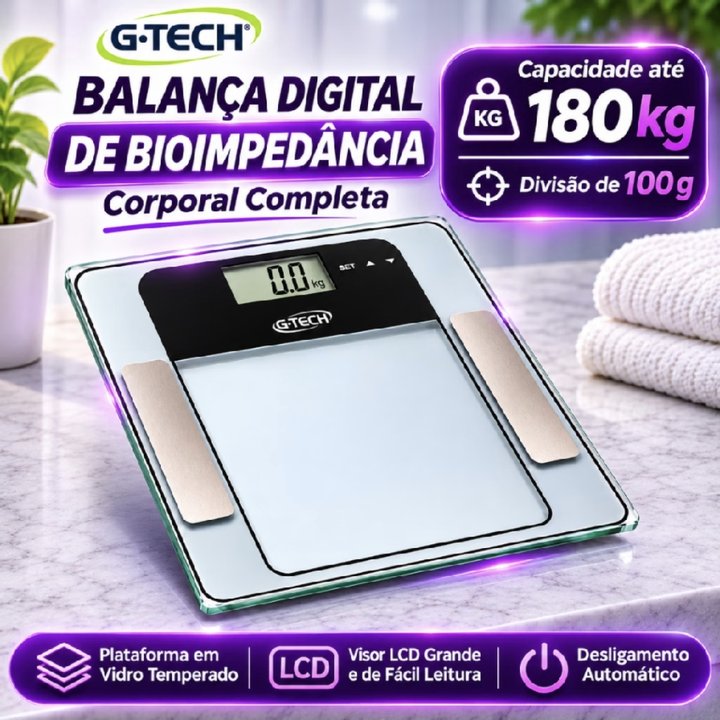 G·TECH®
BALANÇA DIGITAL
DE BIOIMPEDÂNCIA
Corporal Completa
Capacidade até
KG 180kg
Divisão de 100g
0.0 kg SET
G·TECH
Plataforma em
Vidro Temperado
LCD
Visor LCD Grande
e de Fácil Leitura
Desligamento
Automático